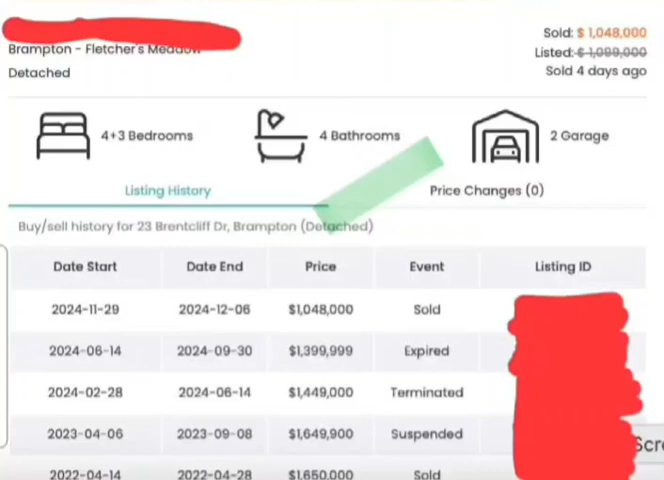 Sold: $ 1,048,000
Brampton - Fletcher's Meadow
Listed: $ 1,099,000
Detached
Sold 4 days ago
4+3 Bedrooms
4 Bathrooms
2 Garage
Listing History
Price Changes (0)
Buy/sell history for 23 Brentcliff Dr, Brampton (Detached)
Date Start Date End Price Event Listing ID
2024-11-29 2024-12-06 $1,048,000 Sold
2024-06-14 2024-09-30 $1,399,999 Expired
2024-02-28 2024-06-14 $1,449,000 Terminated
2023-04-06 2023-09-08 $1,649,900 Suspended
Scre
2022-04-14 2022-04-28 $1,650,000 Sold